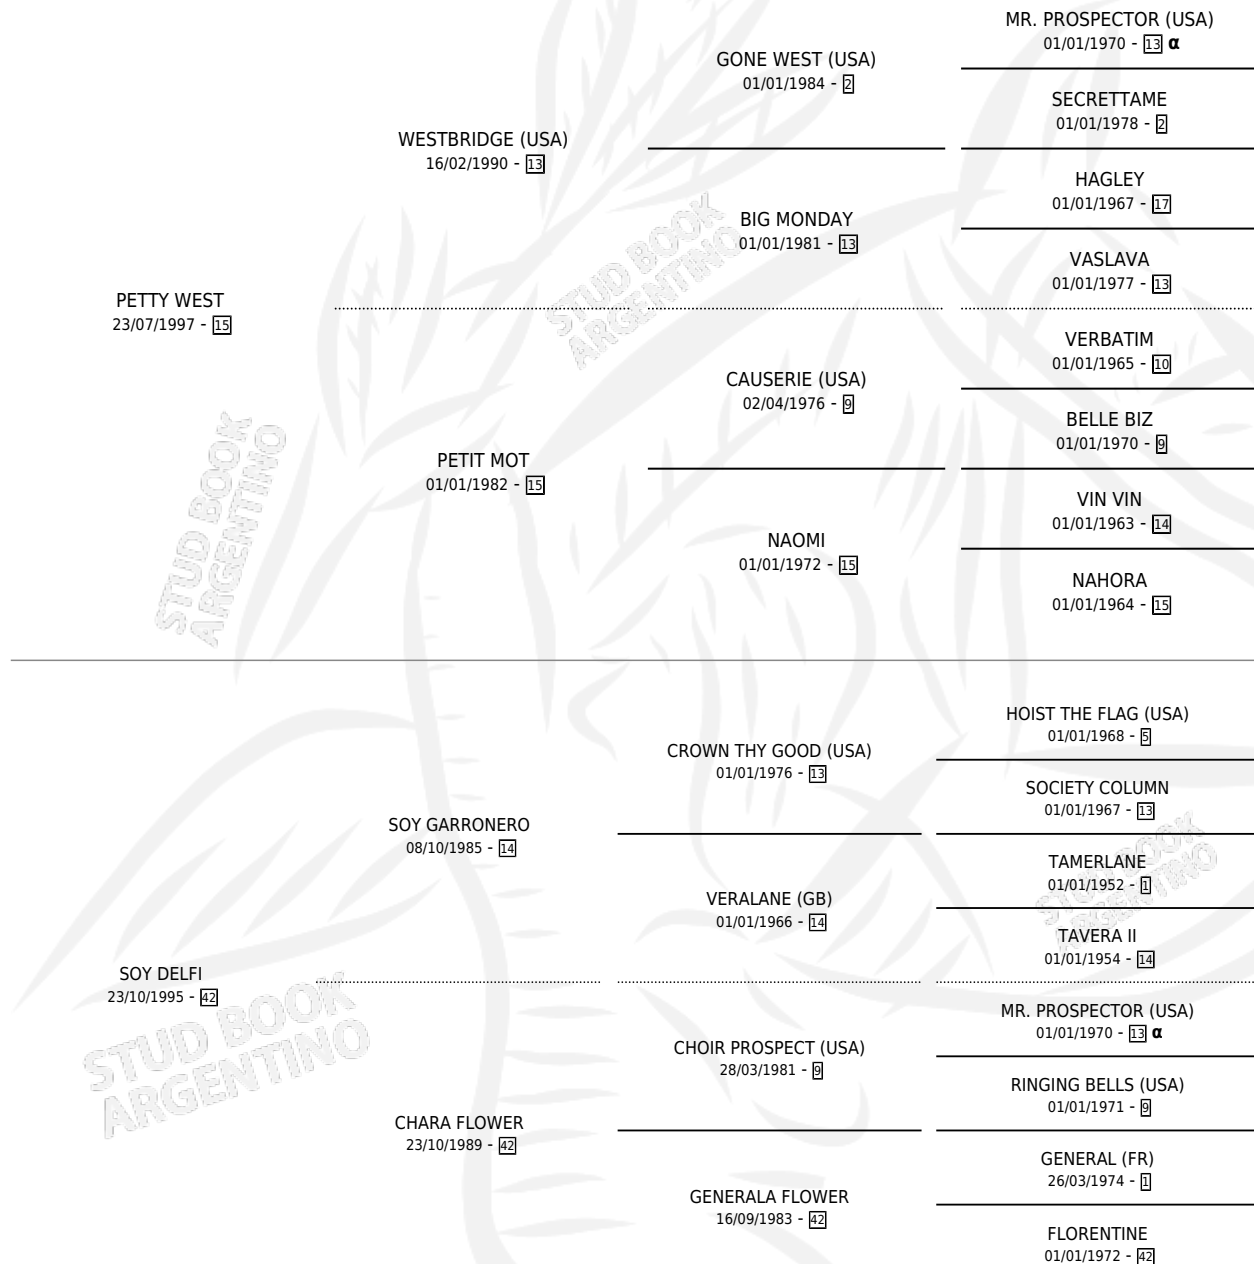 MR. PROSPECTOR (USA)
01/01/1970 - 13 α
GONE WEST (USA)
01/01/1984 - 2
SECRETTAME
01/01/1978 - 2
WESTBRIDGE (USA)
16/02/1990 - 13
HAGLEY
01/01/1967 - 17
BIG MONDAY
01/01/1981 - 13
VASLAVA
01/01/1977 - 13
PETTY WEST
23/07/1997 - 15
VERBATIM
01/01/1965 - 10
CAUSERIE (USA)
02/04/1976 - 9
BELLE BIZ
01/01/1970 - 9
PETIT MOT
01/01/1982 - 15
VIN VIN
01/01/1963 - 14
NAOMI
01/01/1972 - 15
NAHORA
01/01/1964 - 15
HOIST THE FLAG (USA)
01/01/1968 - 5
CROWN THY GOOD (USA)
01/01/1976 - 13
SOCIETY COLUMN
01/01/1967 - 13
SOY GARRONERO
08/10/1985 - 14
TAMERLANE
01/01/1952 - 1
VERALANE (GB)
01/01/1966 - 14
TAVERA II
01/01/1954 - 14
SOY DELFI
23/10/1995 - 42
MR. PROSPECTOR (USA)
01/01/1970 - 13 α
CHOIR PROSPECT (USA)
28/03/1981 - 9
RINGING BELLS (USA)
01/01/1971 - 9
CHARA FLOWER
23/10/1989 - 42
GENERAL (FR)
26/03/1974 - 1
GENERALA FLOWER
16/09/1983 - 42
FLORENTINE
01/01/1972 - 42
STUD BOOK
ARGENTINO
STUD BOOK
ARGENTINO
STUD BOOK
ARGENTINO
STUD BOOK
ARGENTINO